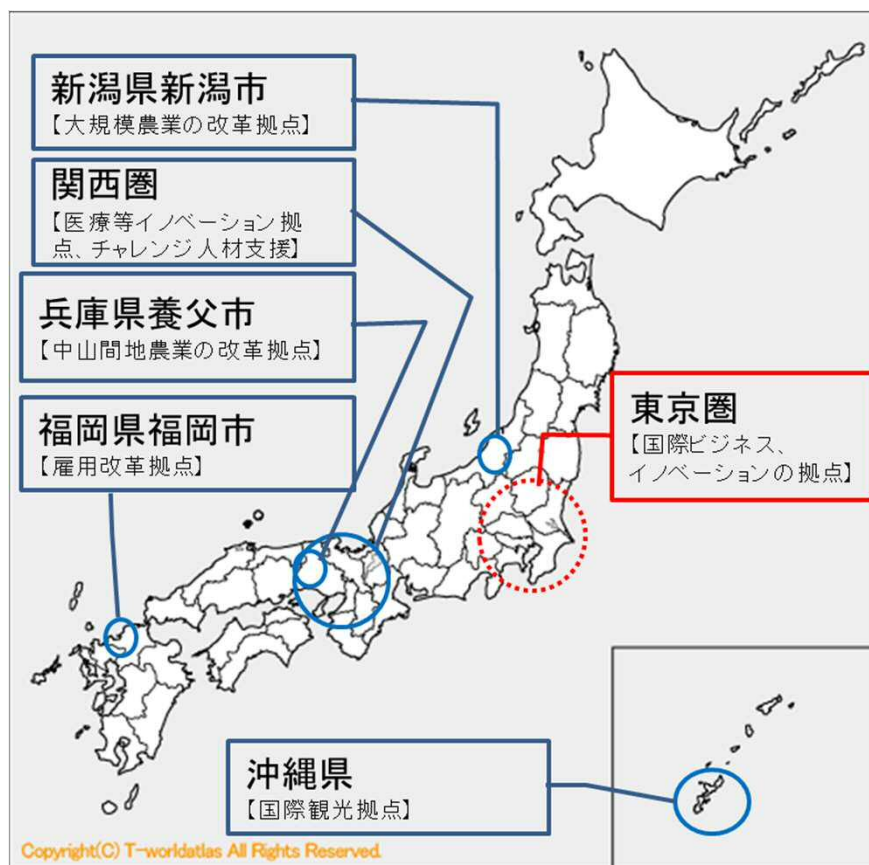 新潟県新潟市
【大規模農業の改革拠点】
関西圏
【医療等イノベーション拠
点、チャレンジ人材支援】
兵庫県養父市
【中山間地農業の改革拠点】
福岡県福岡市
【雇用改革拠点】
東京圏
【国際ビジネス、
イノベーションの拠点】
沖縄県
【国際観光拠点】
Copyright(C) T-worldatlas All Rights Reserved.